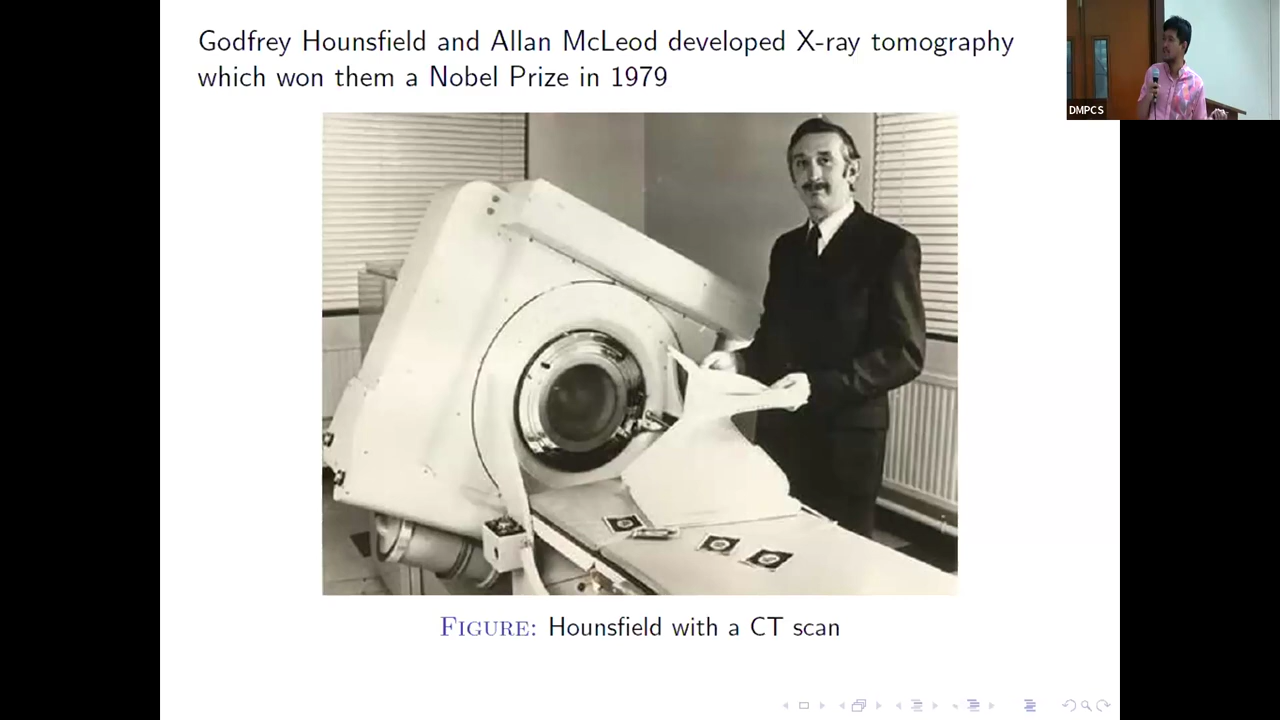 Godfrey Hounsfield and Allan McLeod developed X-ray tomography
which won them a Nobel Prize in 1979
DMPCS
FIGURE: Hounsfield with a CT scan